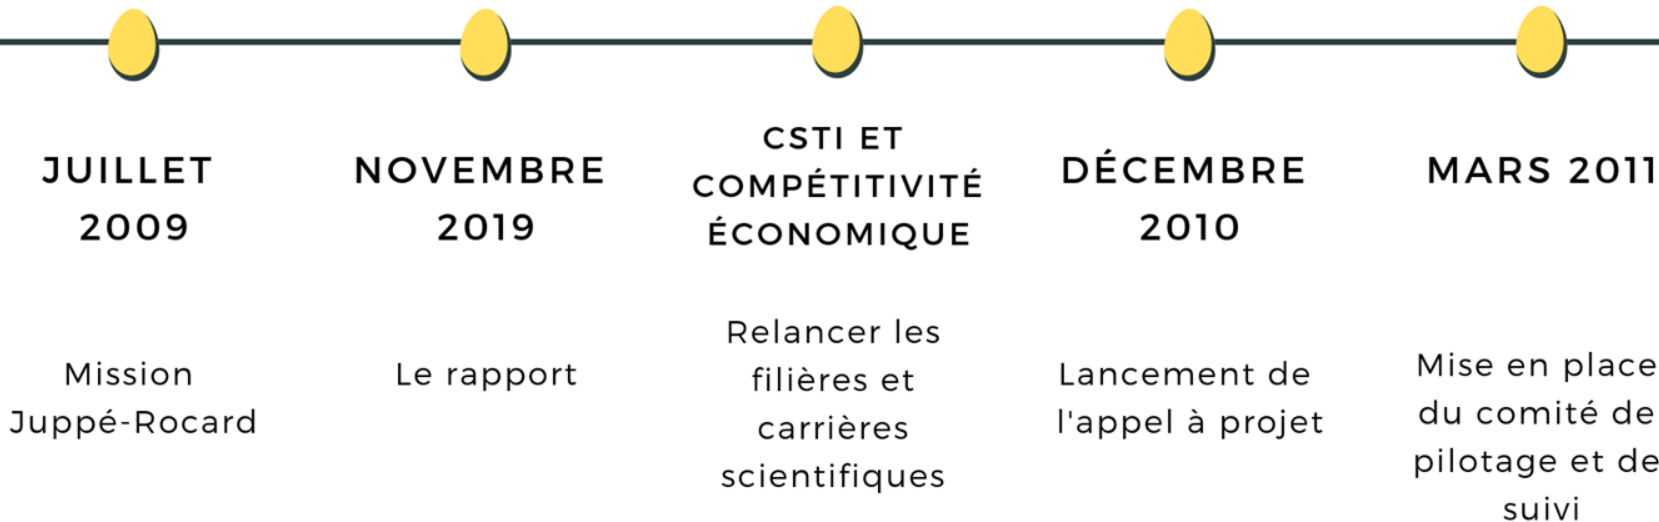 JUILLET
2009
Mission
Juppé-Rocard
NOVEMBRE
2019
Le rapport
CSTI ET
COMPÉTITIVITÉ
ÉCONOMIQUE
Relancer les
filières et
carrières
scientifiques
DÉCEMBRE
2010
Lancement de
l'appel à projet
MARS 2011
Mise en place
du comité de
pilotage et de
suivi